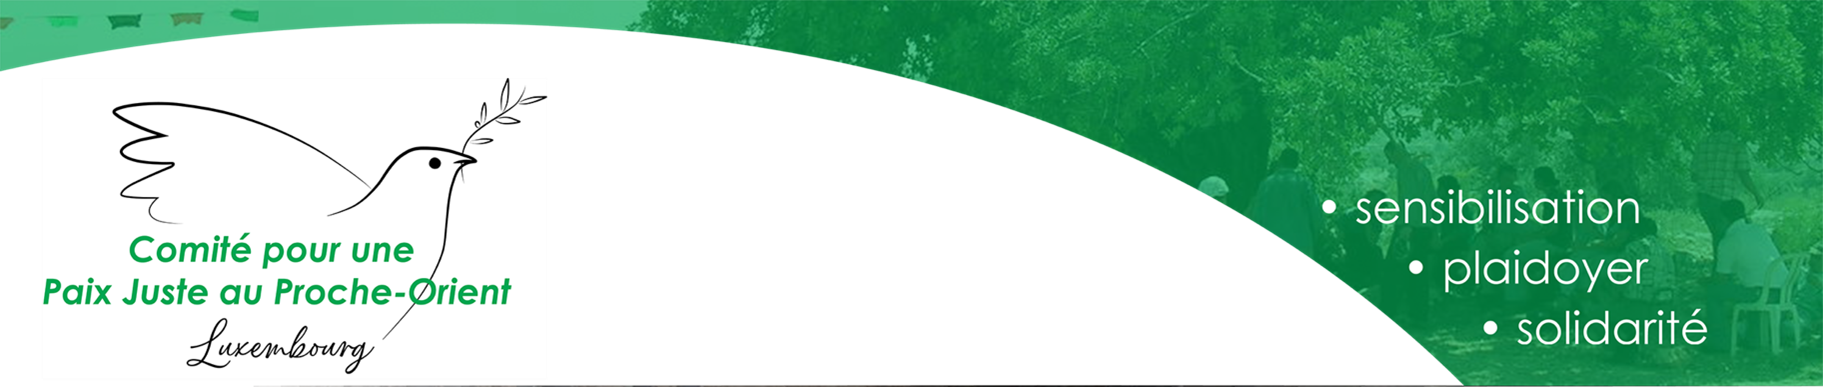 Comité pour une
Paix Juste au Proche-Orient
Luxembourg
• sensibilisation
• plaidoyer
• solidarité